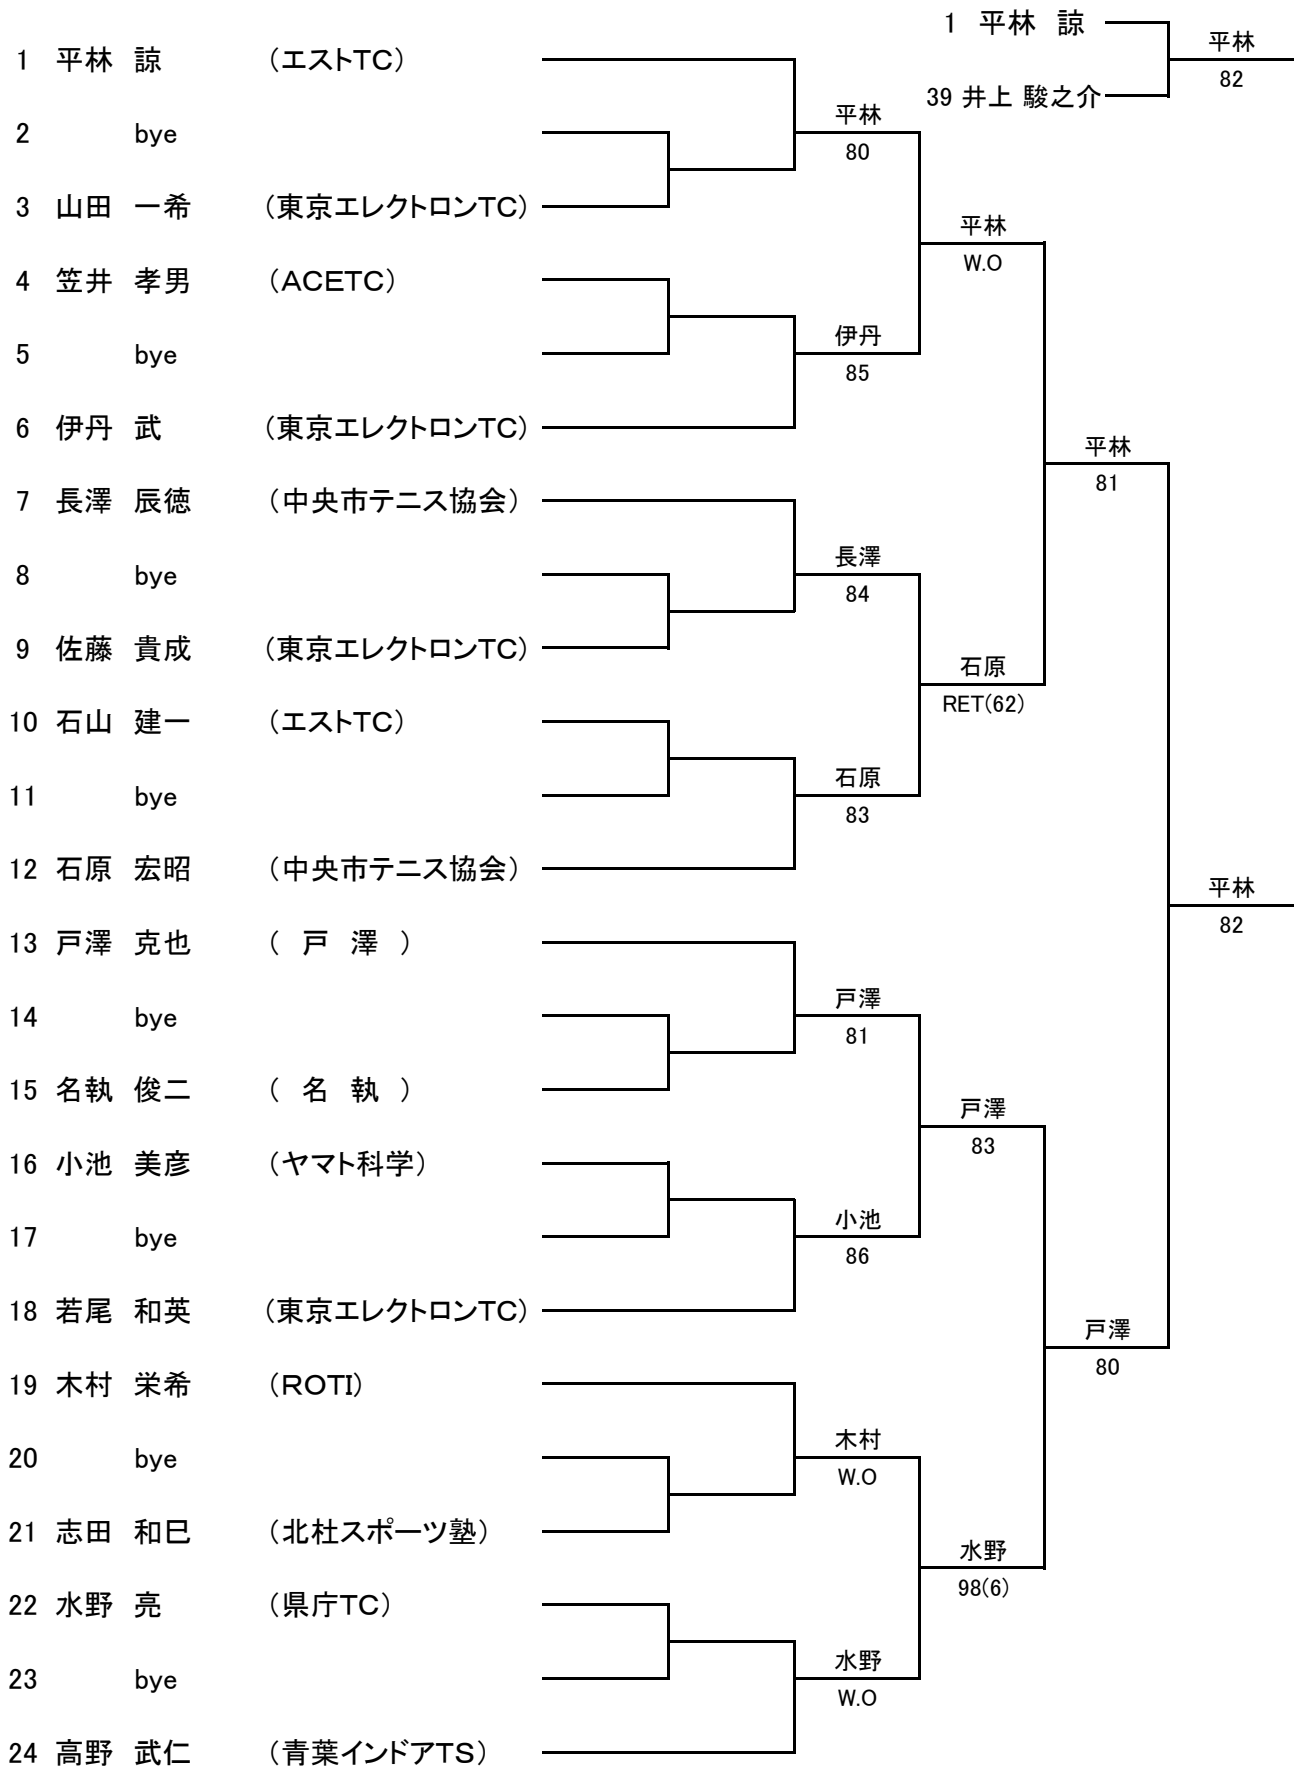 1 平林 諒
平林
1 平林 諒 （エストTC）
82
39 井上 駿之介
平林
2 bye
80
3 山田 一希 （東京エレクトロンTC）
平林
W.O
4 笠井 孝男 （ACETC）
伊丹
5 bye
85
6 伊丹 武 （東京エレクトロンTC）
平林
81
7 長澤 辰徳 （中央市テニス協会）
長澤
8 bye
84
9 佐藤 貴成 （東京エレクトロンTC）
石原
RET(62)
10 石山 建一 （エストTC）
石原
11 bye
83
12 石原 宏昭 （中央市テニス協会）
平林
82
13 戸澤 克也 （ 戸 澤 ）
戸澤
14 bye
81
15 名執 俊二 （ 名 執 ）
戸澤
83
16 小池 美彦 （ヤマト科学）
小池
17 bye
86
18 若尾 和英 （東京エレクトロンTC）
戸澤
80
19 木村 栄希 （ROTI）
木村
20 bye
W.O
21 志田 和巳 （北杜スポーツ塾）
水野
98(6)
22 水野 亮 （県庁TC）
水野
23 bye
W.O
24 高野 武仁 （青葉インドアTS）